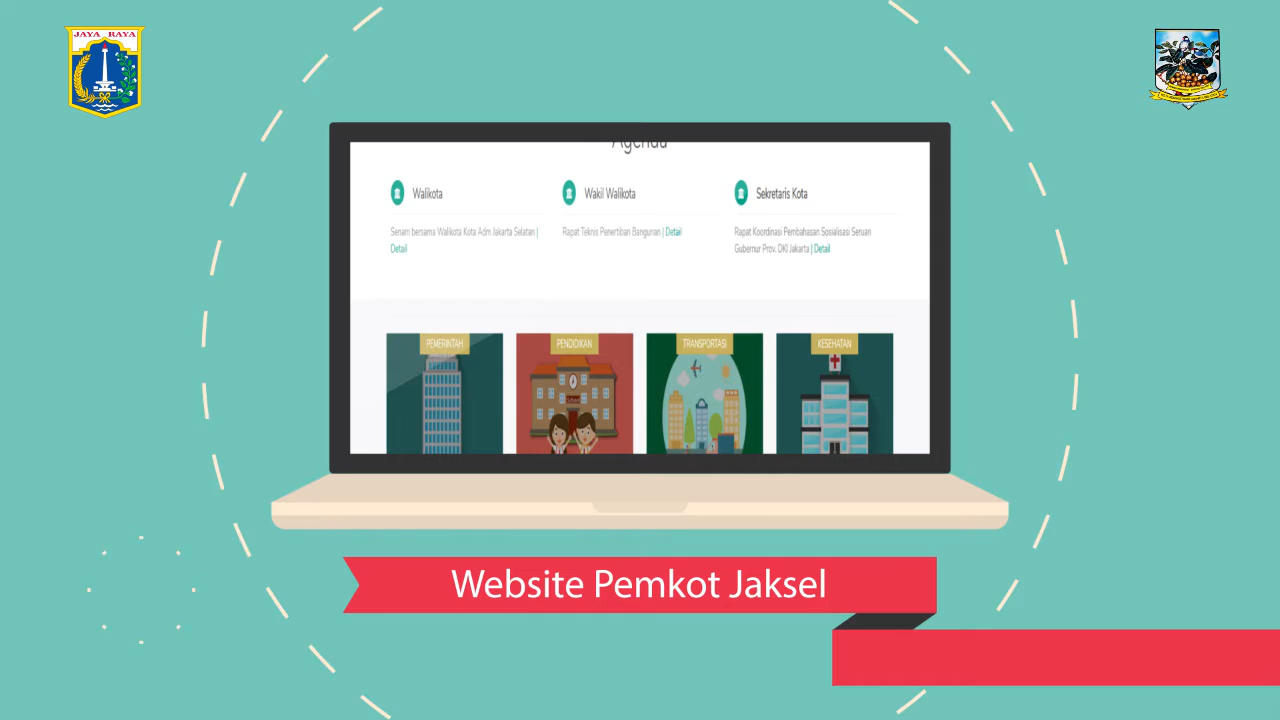 JAYA RAYA
Agenda
Walikota
Wakil Walikota
Sekretaris Kota
Senam bersama Walikota Kota Adm Jakarta Selatan |
Detail
Rapat Teknis Penertiban Bangunan | Detail
Rapat Koordinasi Pembahasan Sosialisasi Seruan
Gubernur Prov. DKI Jakarta | Detail
PEMERINTAH
PENDIDIKAN
TRANSPORTASI
KESEHATAN
Website Pemkot Jaksel